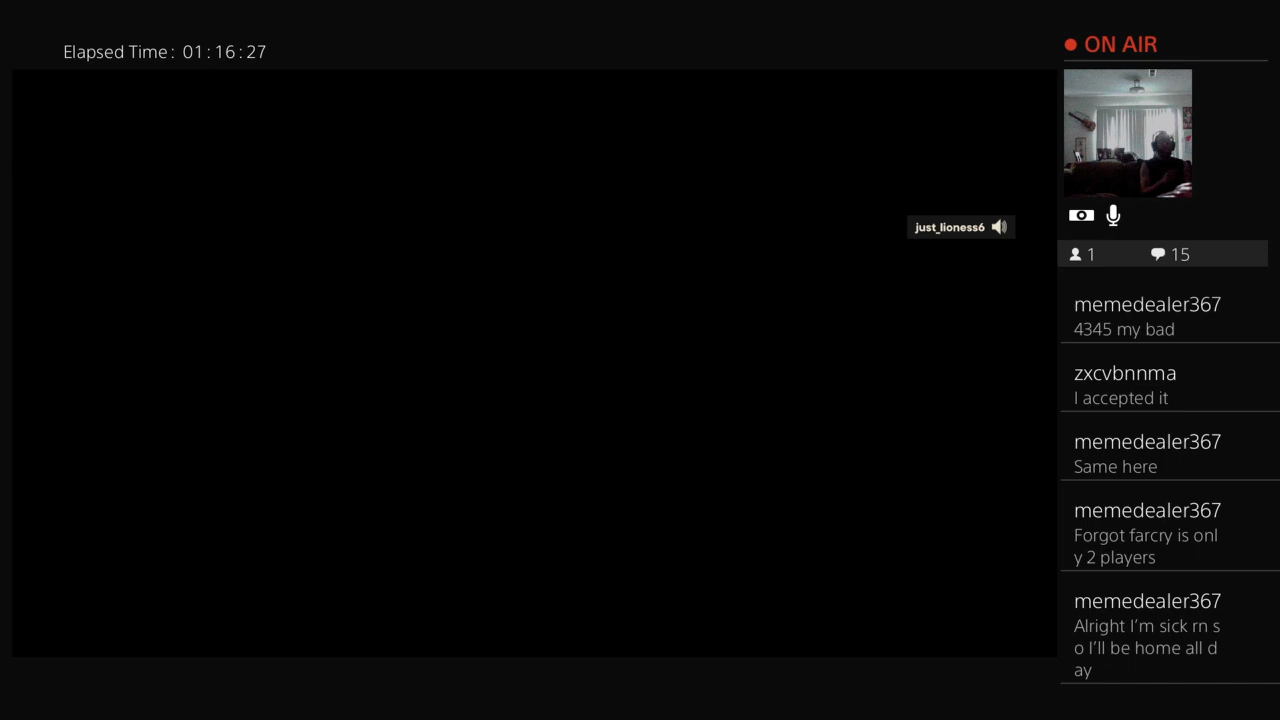 Elapsed Time: 01:16:27
ON AIR
just_lioness6
1
15
memedealer367
4345 my bad
zxcvbnnma
I accepted it
memedealer367
Same here
memedealer367
Forgot farcry is onl
y 2 players
memedealer367
Alright I'm sick rn s
o I'll be home all d
ay